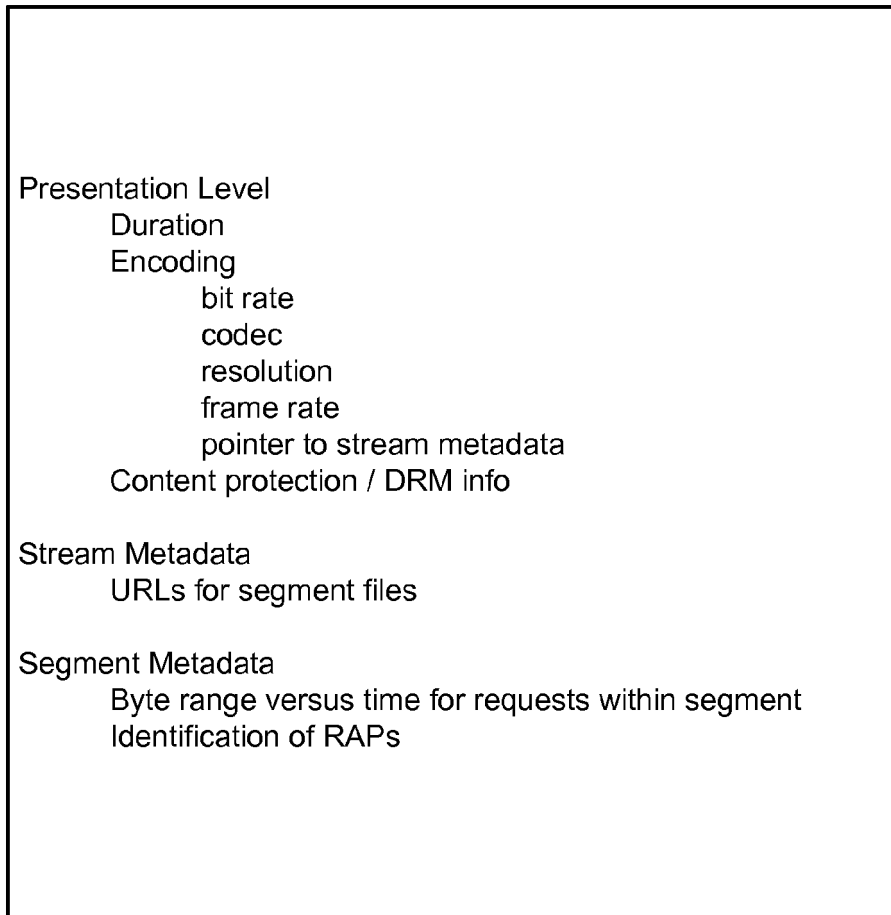 Presentation Level
Duration
Encoding
bit rate
codec
resolution
frame rate
pointer to stream metadata
Content protection / DRM info
Stream Metadata
URLs for segment files
Segment Metadata
Byte range versus time for requests within segment
Identification of RAPs